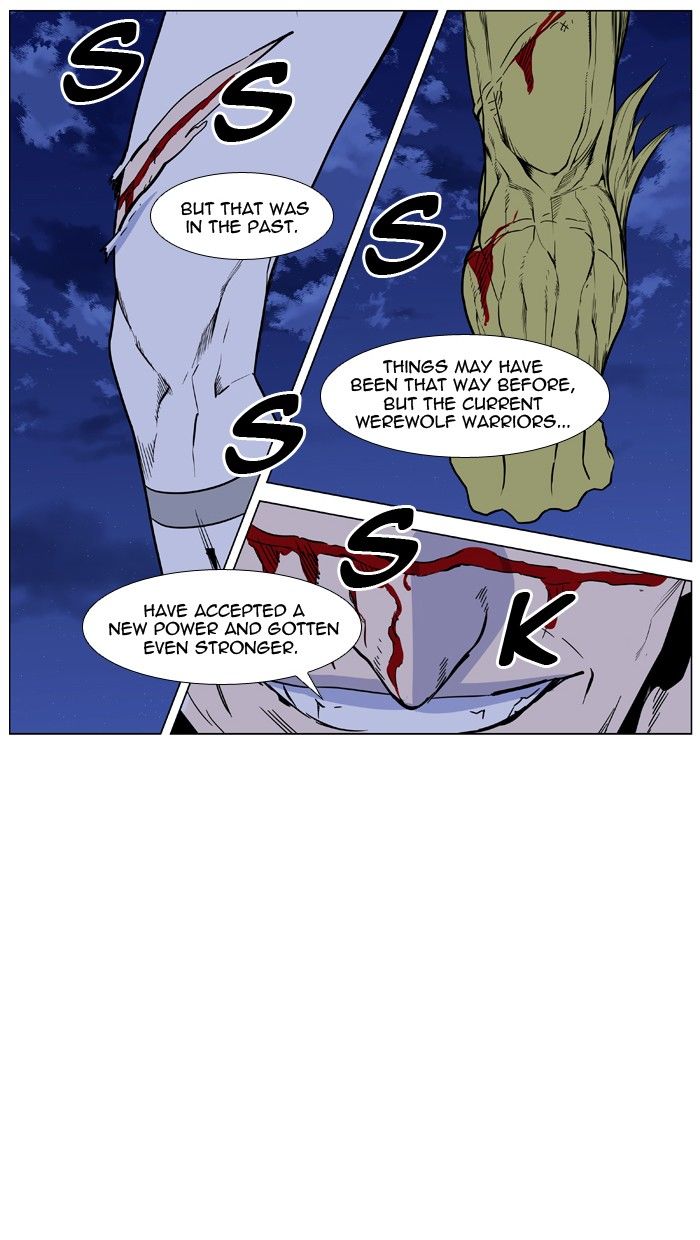 S
S
BUT THAT WAS
IN THE PAST.
S
THINGS MAY HAVE
BEEN THAT WAY BEFORE,
BUT THE CURRENT
WEREWOLF WARRIORS...
S
S
K
HAVE ACCEPTED A
NEW POWER AND GOTTEN
EVEN STRONGER.